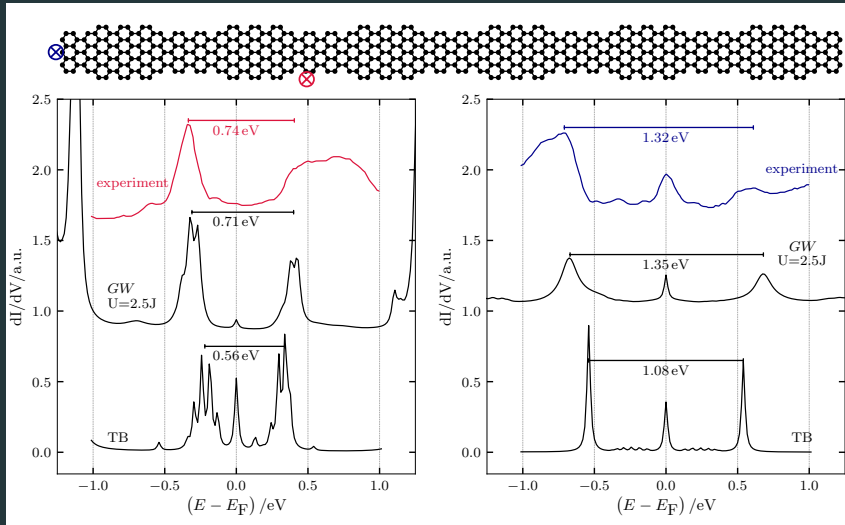 2.5
2.0
1.5
1.0
0.5
0.0
dI/dV/a.u.
0.74 eV
experiment
0.71 eV
GW
U=2.5J
0.56 eV
TB
−1.0
−0.5
0.0
0.5
1.0
(E − E_F) /eV
2.5
2.0
1.5
1.0
0.5
0.0
dI/dV/a.u.
1.32 eV
experiment
GW
U=2.5J
1.35 eV
1.08 eV
TB
−1.0
−0.5
0.0
0.5
1.0
(E − E_F) /eV